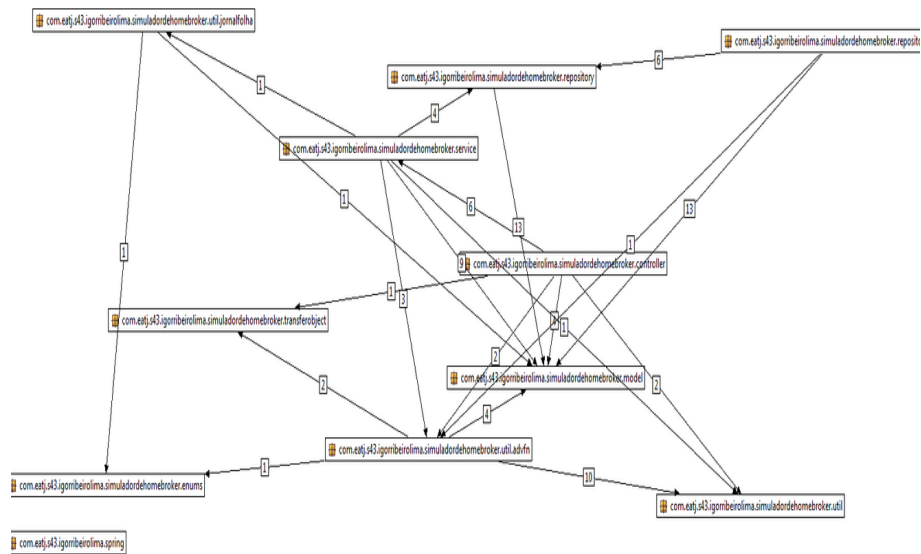 com.eatj.s43.igorribeirolima.simuladordehomebroker.util.jornalfolha
com.eatj.s43.igorribeirolima.simuladordehomebroker.reposito
6
com.eatj.s43.igorribeirolima.simuladordehomebroker.repository
1
4
com.eatj.s43.igorribeirolima.simuladordehomebroker.service
1
6
13
13
1
1
9
com.eatj.s43.igorribeirolima.simuladordehomebroker.controller
1
3
com.eatj.s43.igorribeirolima.simuladordehomebroker.transferobject
1
2
com.eatj.s43.igorribeirolima.simuladordehomebroker.model
2
2
4
com.eatj.s43.igorribeirolima.simuladordehomebroker.util.advfn
1
10
com.eatj.s43.igorribeirolima.simuladordehomebroker.enums
com.eatj.s43.igorribeirolima.simuladordehomebroker.util
com.eatj.s43.igorribeirolima.spring